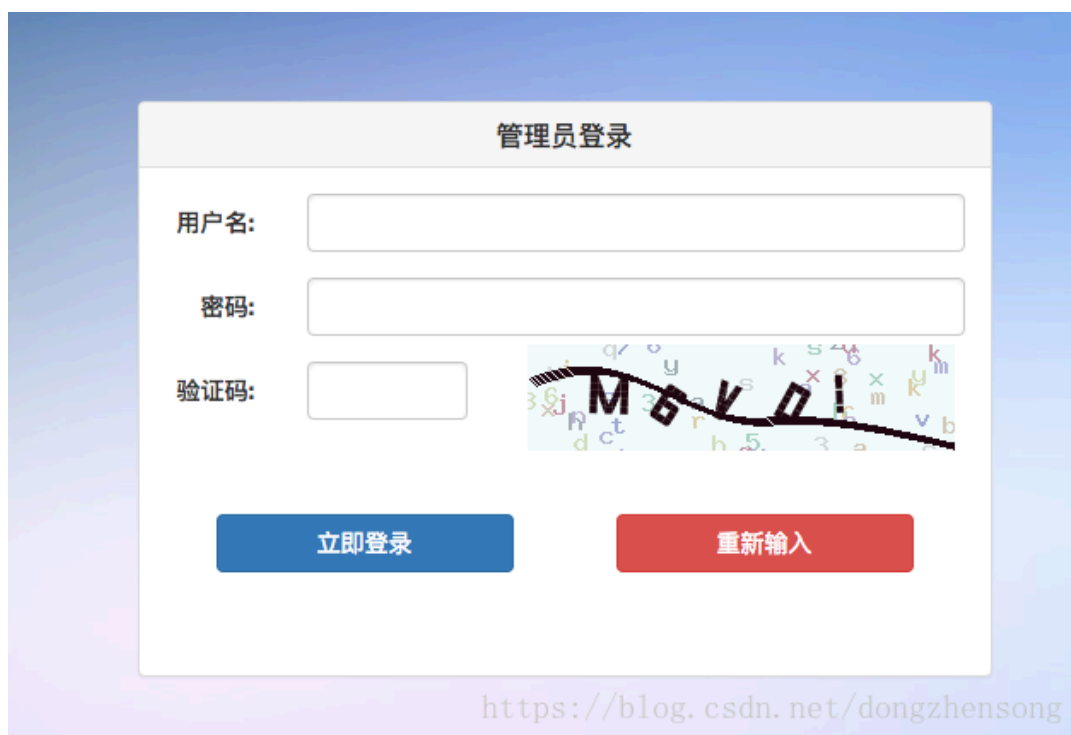 管理员登录
用户名:
密码:
验证码:
立即登录 重新输入
https://blog.csdn.net/dongzhensong